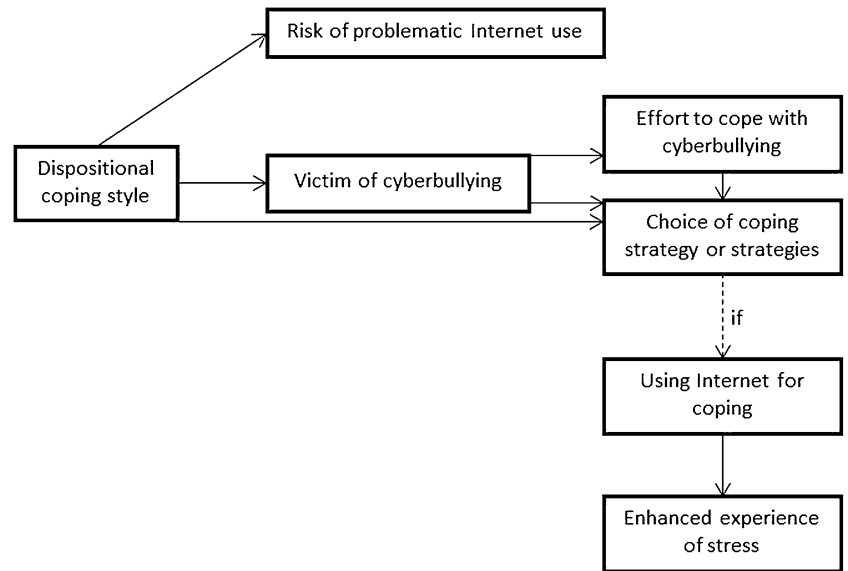 Risk of problematic Internet use
Effort to cope with
cyberbullying
Dispositional
coping style
Victim of cyberbullying
Choice of coping
strategy or strategies
if
Using Internet for
coping
Enhanced experience
of stress